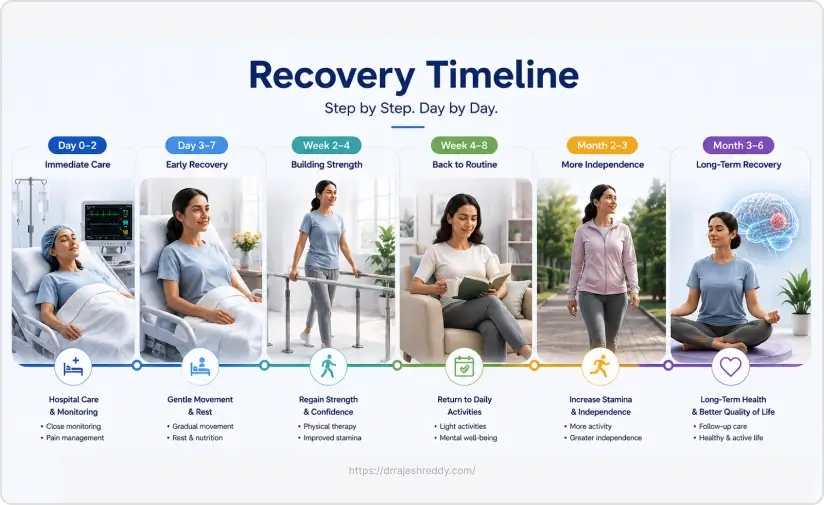 Recovery Timeline
Step by Step. Day by Day.
Day 0–2
Immediate Care
Day 3–7
Early Recovery
Week 2–4
Building Strength
Week 4–8
Back to Routine
Month 2–3
More Independence
Month 3–6
Long-Term Recovery
Hospital Care
& Monitoring
• Close monitoring
• Pain management
Gentle Movement
& Rest
• Gradual movement
• Rest & nutrition
Regain Strength
& Confidence
• Physical therapy
• Improved stamina
Return to Daily
Activities
• Light activities
• Mental well-being
Increase Stamina
& Independence
• More activity
• Greater independence
Long-Term Health
& Better Quality of Life
• Follow-up care
• Healthy & active life
https://drrajeshreddy.com/